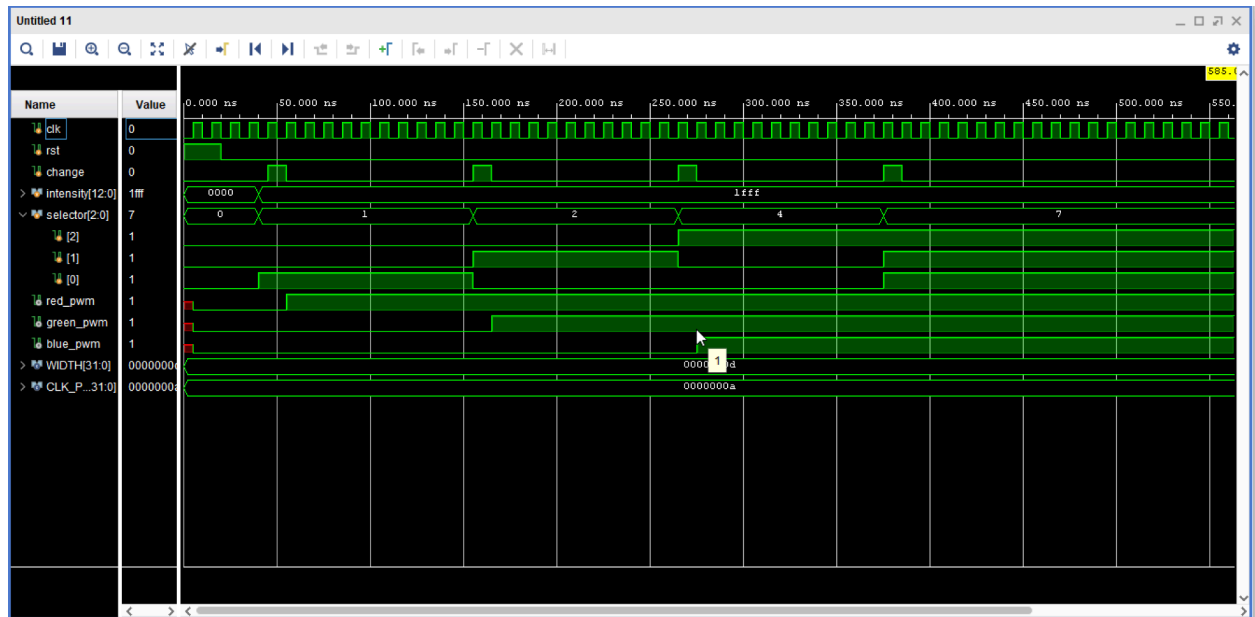 Untitled 11
585.(
Name Value 0.000 ns 50.000 ns 100.000 ns 150.000 ns 200.000 ns 250.000 ns 300.000 ns 350.000 ns 400.000 ns 450.000 ns 500.000 ns 550.
clk 0
rst 0
change 0
intensity[12:0] 1fff 0000 1fff
selector[2:0] 7 0 1 2 4 7
[2] 1
[1] 1
[0] 1
red_pwm 1
green_pwm 1
blue_pwm 1
1
WIDTH[31:0] 0000000 0000 d
CLK_P...31:0] 0000000a 0000000a